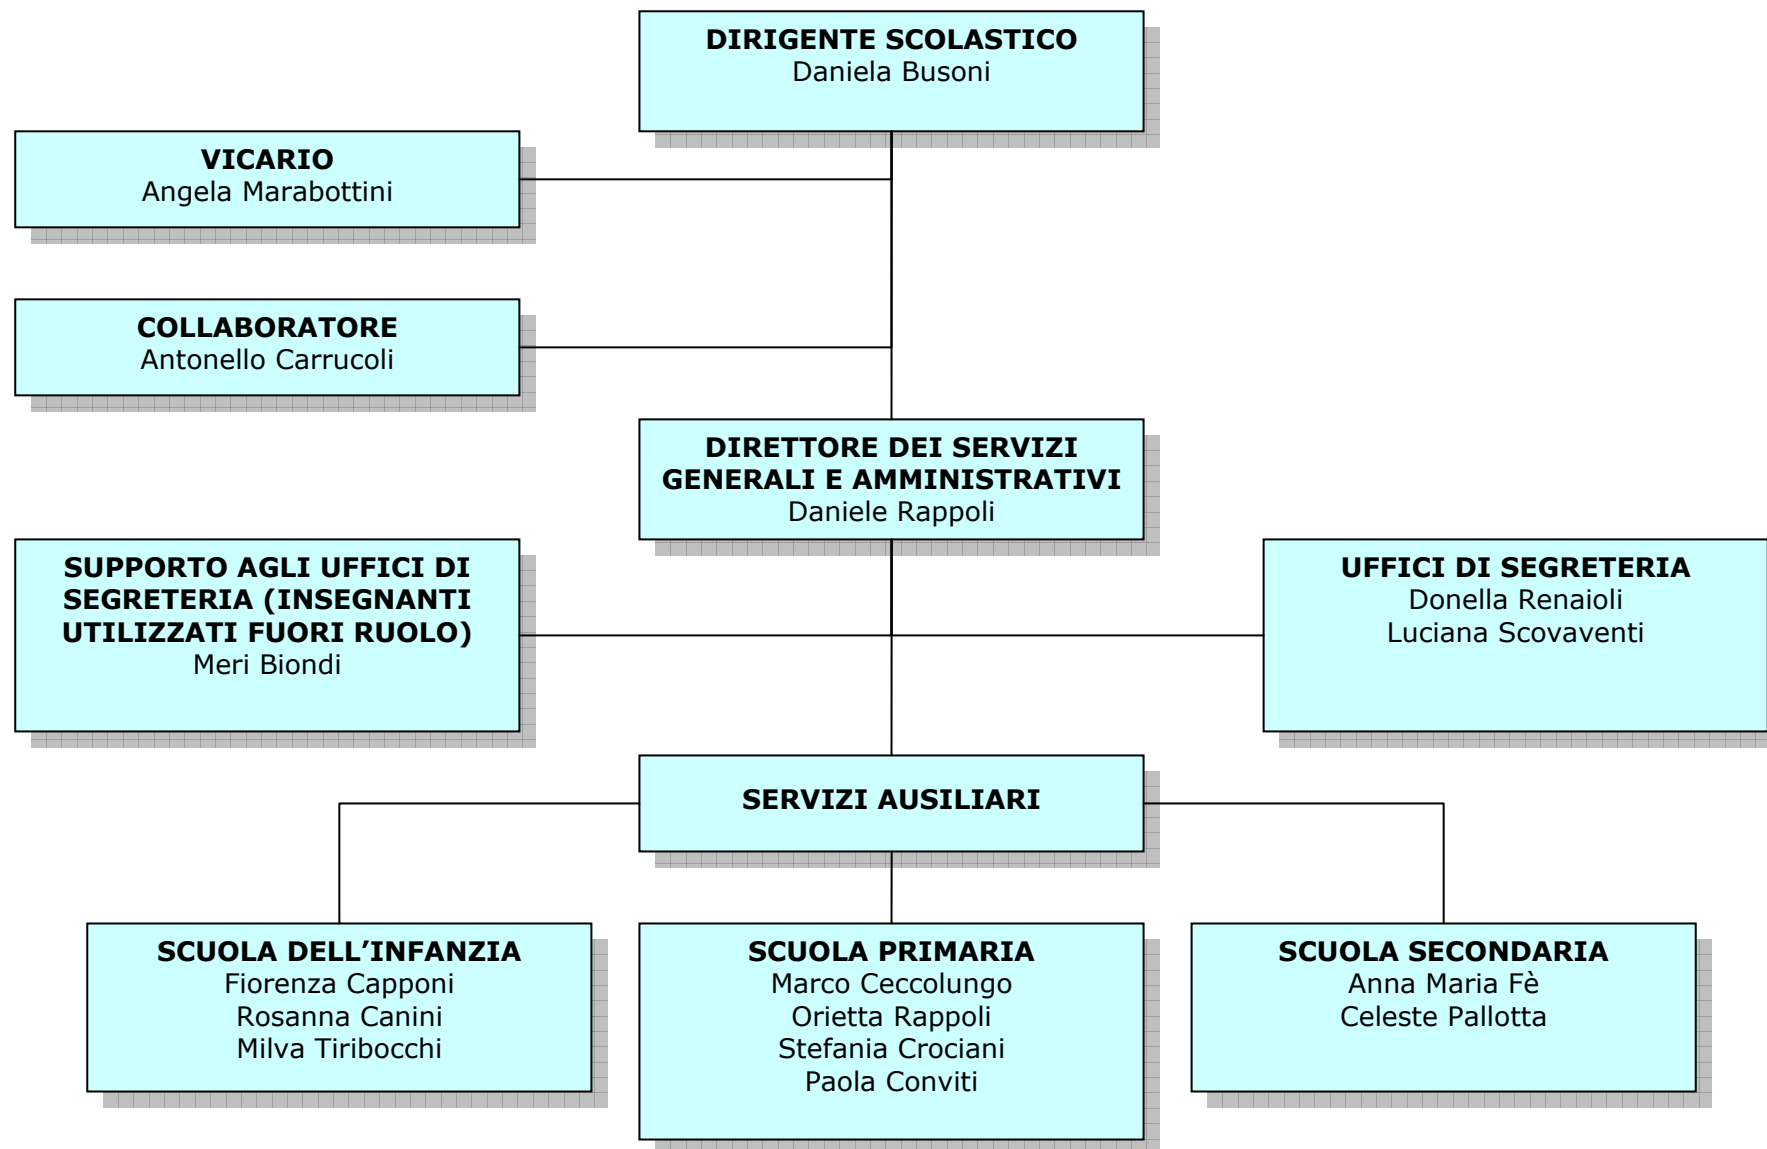 DIRIGENTE SCOLASTICO
Daniela Busoni
VICARIO
Angela Marabottini
COLLABORATORE
Antonello Carrucoli
DIRETTORE DEI SERVIZI
GENERALI E AMMINISTRATIVI
Daniele Rappoli
SUPPORTO AGLI UFFICI DI
SEGRETERIA (INSEGNANTI
UTILIZZATI FUORI RUOLO)
Meri Biondi
UFFICI DI SEGRETERIA
Donella Renaioli
Luciana Scovaventi
SERVIZI AUSILIARI
SCUOLA DELL’INFANZIA
Fiorenza Capponi
Rosanna Canini
Milva Tiribocchi
SCUOLA PRIMARIA
Marco Ceccolungo
Orietta Rappoli
Stefania Crociani
Paola Conviti
SCUOLA SECONDARIA
Anna Maria Fè
Celeste Pallotta